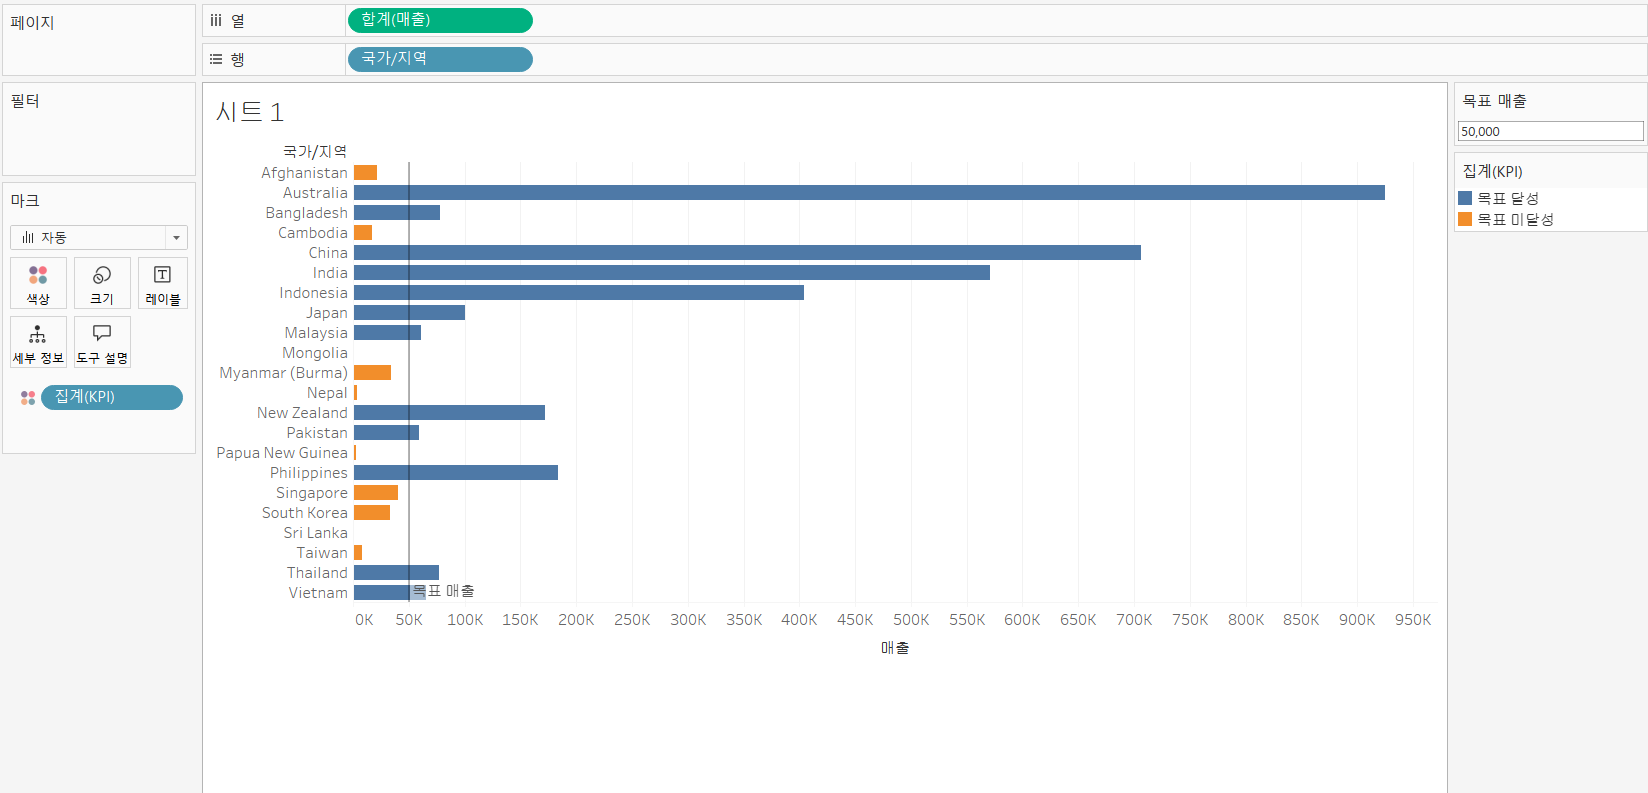 페이지
열
합계(매출)
행
국가/지역
필터
마크
자동
색상
크기
레이블
세부 정보
도구 설명
집계(KPI)
시트 1
국가/지역
Afghanistan
Australia
Bangladesh
Cambodia
China
India
Indonesia
Japan
Malaysia
Mongolia
Myanmar (Burma)
Nepal
New Zealand
Pakistan
Papua New Guinea
Philippines
Singapore
South Korea
Sri Lanka
Taiwan
Thailand
Vietnam
목표 매출
0K 50K 100K 150K 200K 250K 300K 350K 400K 450K 500K 550K 600K 650K 700K 750K 800K 850K 900K 950K
매출
목표 매출
50,000
집계(KPI)
목표 달성
목표 미달성